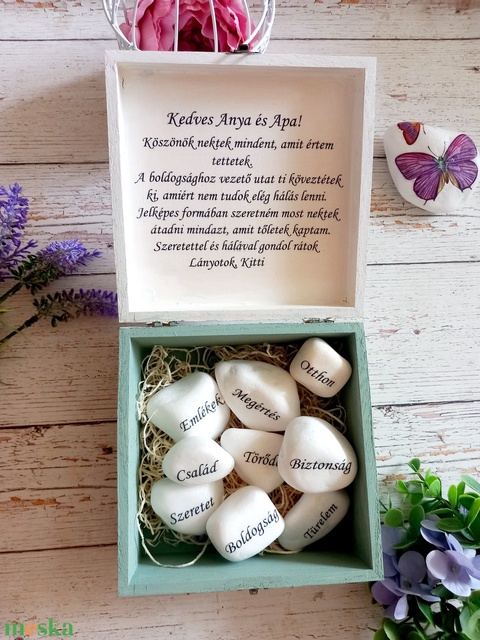 Kedves Anya és Apa!
Köszönök nektek mindent, amit értem
tettetek.
A boldogsághoz vezető utat ti követtétek
ki, amiért nem tudok elég hálás lenni.
Jelképes formában szeretném most nektek
átadni mindazt, amit tőletek kaptam.
Szeretettel és hálával gondol rátok
Lányotok, Kitti
Otthon
Emlékek
Megértés
Család
Biztonság
Szeretet
Boldogság
Türelem
meska